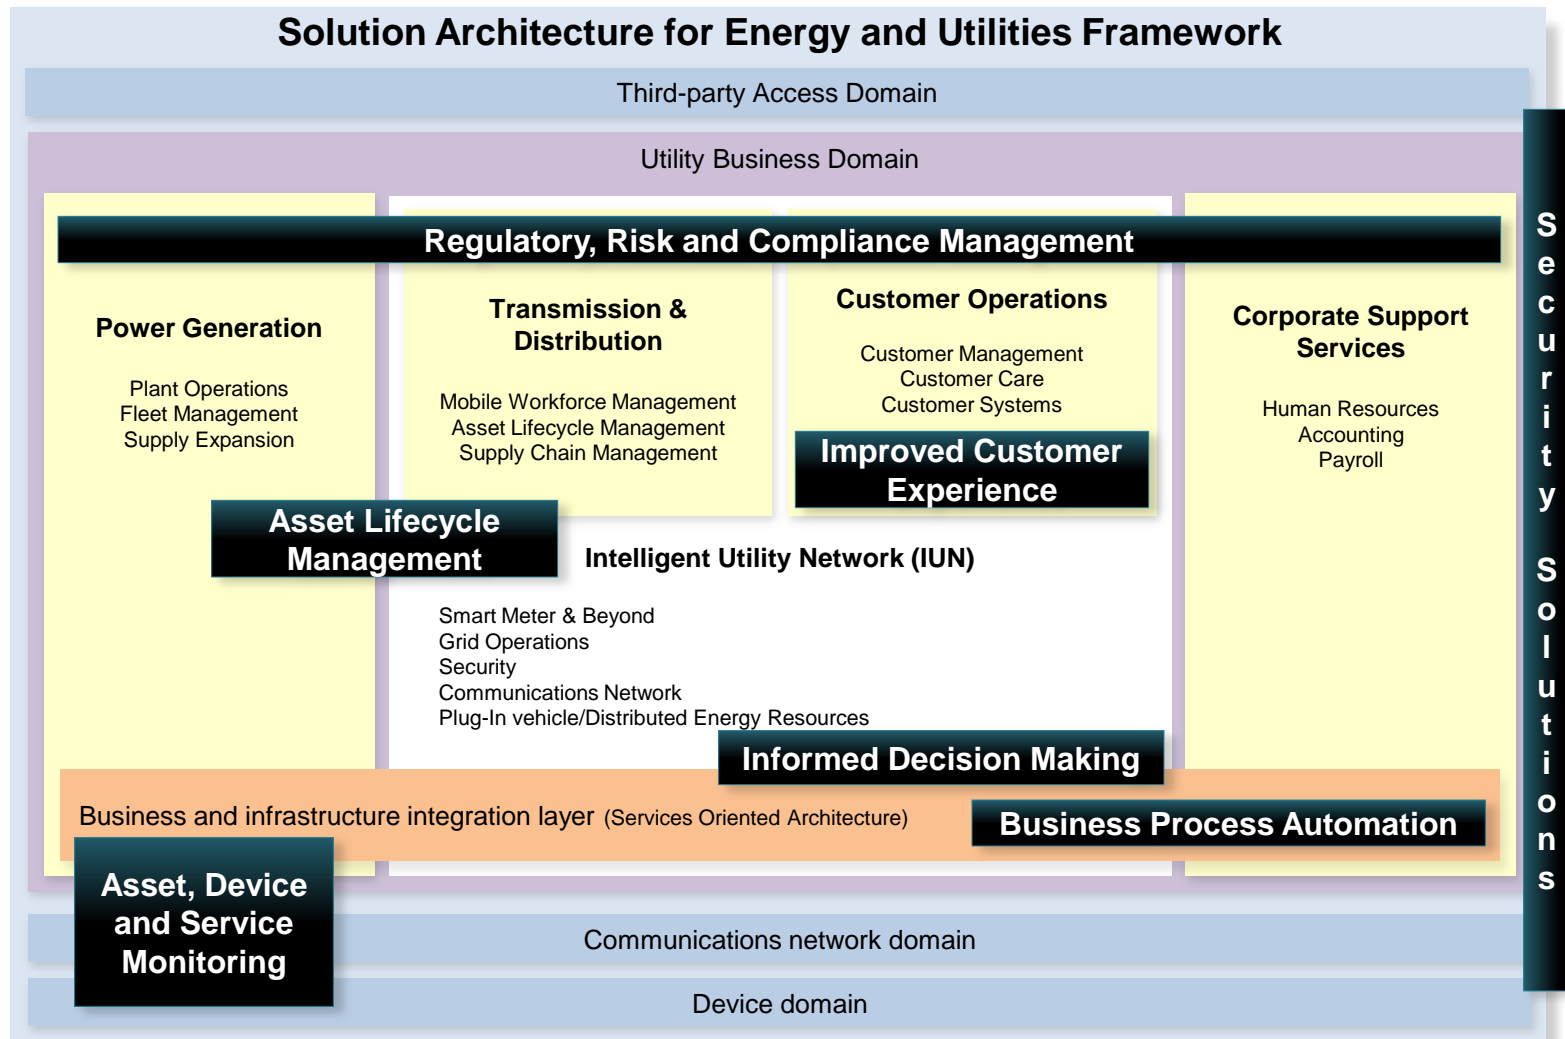 Solution Architecture for Energy and Utilities Framework
Third-party Access Domain
Utility Business Domain
Regulatory, Risk and Compliance Management
Power Generation
Plant Operations
Fleet Management
Supply Expansion
Transmission &
Distribution
Mobile Workforce Management
Asset Lifecycle Management
Supply Chain Management
Customer Operations
Customer Management
Customer Care
Customer Systems
Improved Customer
Experience
Corporate Support
Services
Human Resources
Accounting
Payroll
Asset Lifecycle
Management
Intelligent Utility Network (IUN)
Smart Meter & Beyond
Grid Operations
Security
Communications Network
Plug-In vehicle/Distributed Energy Resources
Informed Decision Making
Business and infrastructure integration layer (Services Oriented Architecture)
Business Process Automation
Asset, Device
and Service
Monitoring
Communications network domain
Device domain
Security Solutions